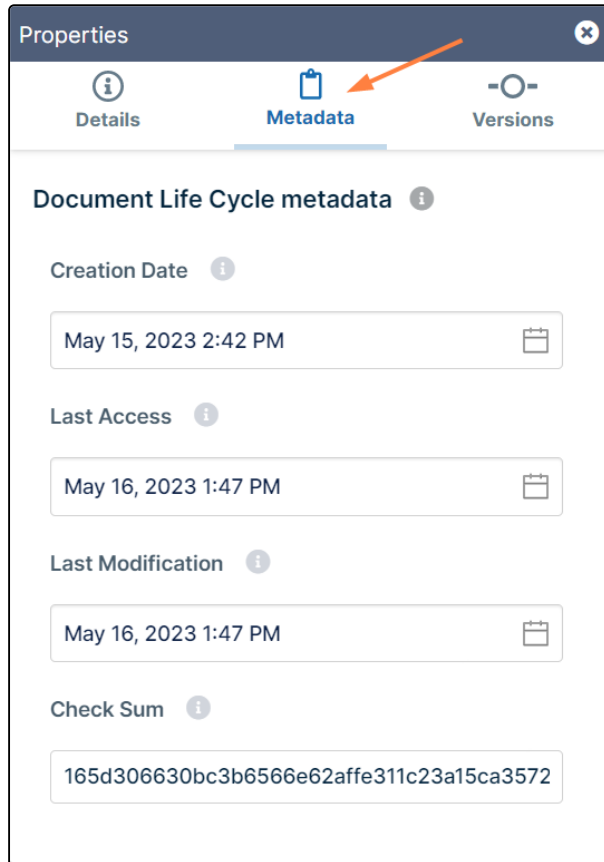 Properties
Details Metadata Versions
Document Life Cycle metadata
Creation Date
May 15, 2023 2:42 PM
Last Access
May 16, 2023 1:47 PM
Last Modification
May 16, 2023 1:47 PM
Check Sum
165d306630bc3b6566e62affe311c23a15ca3572